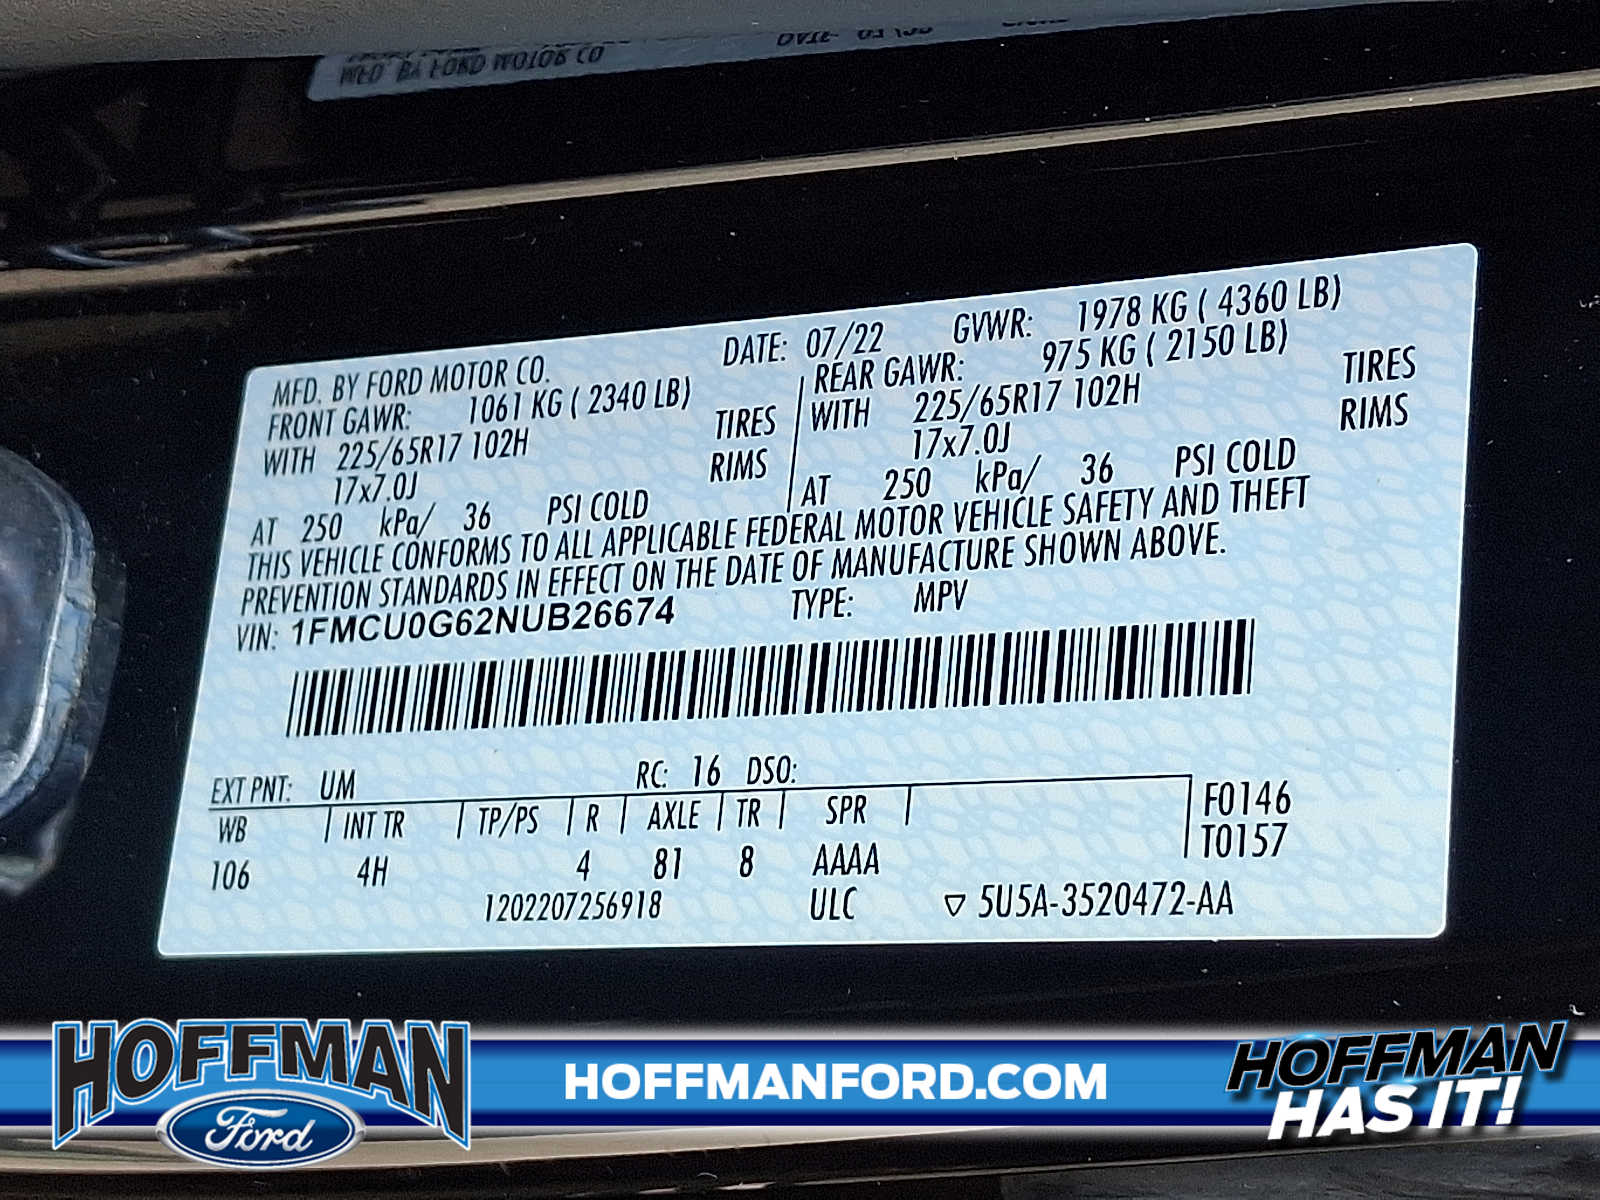 MFD. BY FORD MOTOR CO.
DATE: 07/22
GVWR: 1978 KG ( 4360 LB)
FRONT GAWR: 1061 KG ( 2340 LB)
WITH 225/65R17 102H TIRES
17x7.0J RIMS
AT 250 kPa/ 36 PSI COLD
REAR GAWR: 975 KG ( 2150 LB)
WITH 225/65R17 102H TIRES
17x7.0J RIMS
AT 250 kPa/ 36 PSI COLD
THIS VEHICLE CONFORMS TO ALL APPLICABLE FEDERAL MOTOR VEHICLE SAFETY AND THEFT
PREVENTION STANDARDS IN EFFECT ON THE DATE OF MANUFACTURE SHOWN ABOVE.
VIN: 1FMCU0G62NUB26674 TYPE: MPV
EXT PNT: UM RC: 16 DSO:
WB INT TR TP/PS R AXLE TR SPR F0146
106 4H 4 81 8 AAAA T0157
1202207256918 ULC ▽ 5U5A-3520472-AA
HOFFMAN
Ford
HOFFMANFORD.COM
HOFFMAN
HAS IT!